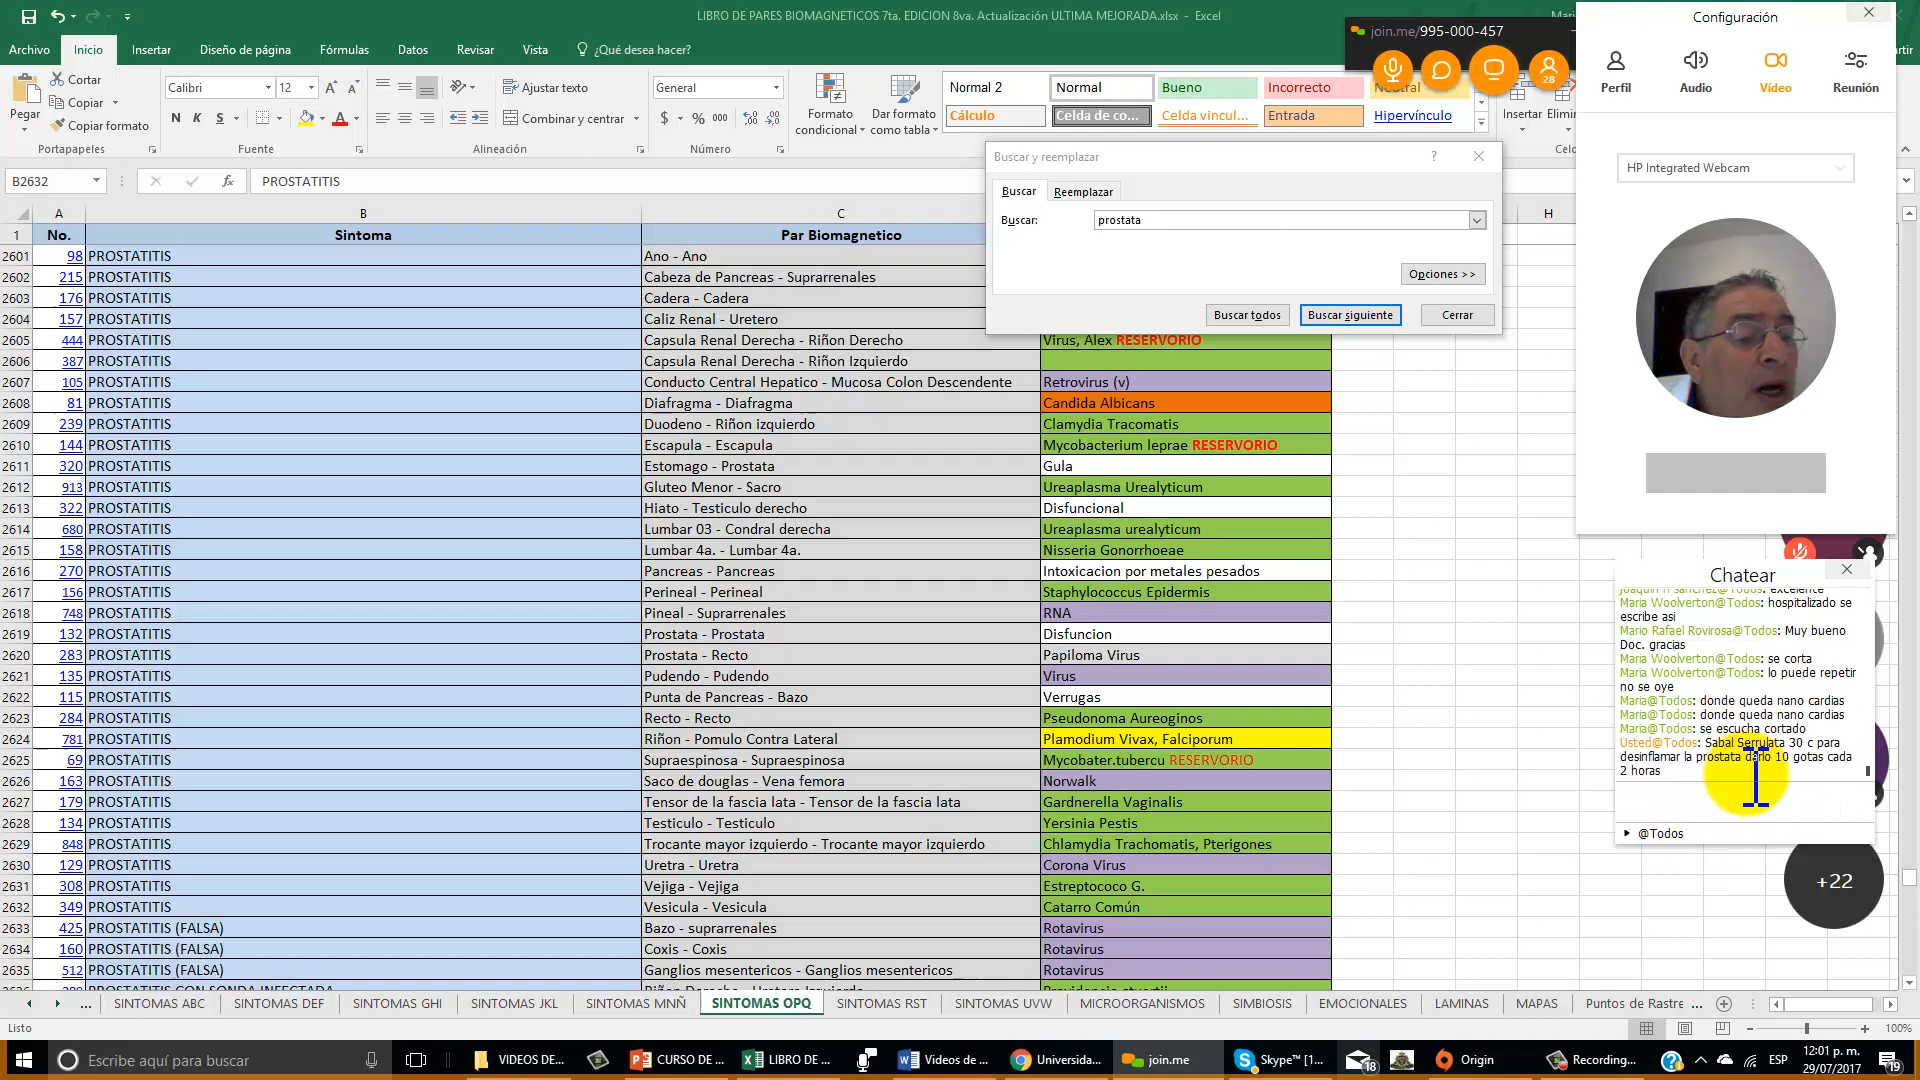 LIBRO DE PARES BIOMAGNETICOS 7ta. EDICION 8va. Actualización ULTIMA MEJORADA.xlsx - Excel
Archivo Inicio Insertar Diseño de página Fórmulas Datos Revisar Vista ¿Qué desea hacer?
Pegar
Cortar
Copiar
Copiar formato
Portapapeles
Calibri 12
N K S
Fuente
Ajustar texto
Combinar y centrar
Alineación
General
$ % 000
Número
Formato condicional
Dar formato como tabla
Normal 2 Normal Bueno Incorrecto Neutral
Cálculo Celda de co... Celda vincul... Entrada Hipervínculo
Insertar
B2632
fx PROSTATITIS
A B C H
1 No. Sintoma Par Biomagnetico
2601 98 PROSTATITIS Ano - Ano
2602 215 PROSTATITIS Cabeza de Pancreas - Suprarrenales
2603 176 PROSTATITIS Cadera - Cadera
2604 157 PROSTATITIS Caliz Renal - Uretero
2605 444 PROSTATITIS Capsula Renal Derecha - Riñon Derecho Virus, Alex RESERVORIO
2606 387 PROSTATITIS Capsula Renal Derecha - Riñon Izquierdo
2607 105 PROSTATITIS Conducto Central Hepatico - Mucosa Colon Descendente Retrovirus (v)
2608 81 PROSTATITIS Diafragma - Diafragma Candida Albicans
2609 239 PROSTATITIS Duodeno - Riñon izquierdo Clamydia Tracomatis
2610 144 PROSTATITIS Escapula - Escapula Mycobacterium leprae RESERVORIO
2611 320 PROSTATITIS Estomago - Prostata Gula
2612 913 PROSTATITIS Gluteo Menor - Sacro Ureaplasma Urealyticum
2613 322 PROSTATITIS Hiato - Testiculo derecho Disfuncional
2614 680 PROSTATITIS Lumbar 03 - Condral derecha Ureaplasma urealyticum
2615 158 PROSTATITIS Lumbar 4a. - Lumbar 4a. Nisseria Gonorrhoeae
2616 270 PROSTATITIS Pancreas - Pancreas Intoxicacion por metales pesados
2617 156 PROSTATITIS Perineal - Perineal Staphylococcus Epidermis
2618 748 PROSTATITIS Pineal - Suprarrenales RNA
2619 132 PROSTATITIS Prostata - Prostata Disfuncion
2620 283 PROSTATITIS Prostata - Recto Papiloma Virus
2621 135 PROSTATITIS Pudendo - Pudendo Virus
2622 115 PROSTATITIS Punta de Pancreas - Bazo Verrugas
2623 284 PROSTATITIS Recto - Recto Pseudonoma Aureoginos
2624 781 PROSTATITIS Riñon - Pomulo Contra Lateral Plamodium Vivax, Falciporum
2625 69 PROSTATITIS Supraespinosa - Supraespinosa Mycobater.tubercu RESERVORIO
2626 163 PROSTATITIS Saco de douglas - Vena femora Norwalk
2627 179 PROSTATITIS Tensor de la fascia lata - Tensor de la fascia lata Gardnerella Vaginalis
2628 134 PROSTATITIS Testiculo - Testiculo Yersinia Pestis
2629 848 PROSTATITIS Trocante mayor izquierdo - Trocante mayor izquierdo Chlamydia Trachomatis, Pterigones
2630 129 PROSTATITIS Uretra - Uretra Corona Virus
2631 308 PROSTATITIS Vejiga - Vejiga Estreptococo G.
2632 349 PROSTATITIS Vesicula - Vesicula Catarro Común
2633 425 PROSTATITIS (FALSA) Bazo - suprarrenales Rotavirus
2634 160 PROSTATITIS (FALSA) Coxis - Coxis Rotavirus
2635 512 PROSTATITIS (FALSA) Ganglios mesentericos - Ganglios mesentericos Rotavirus
Buscar y reemplazar
? 
Buscar Reemplazar
Buscar: prostata
Opciones >>
Buscar todos Buscar siguiente Cerrar
join.me/995-000-457
28
Configuración
Perfil Audio Vídeo Reunión
HP Integrated Webcam
Chatear
Joaquin n sanchez@Todos: excelente
Maria Woolverton@Todos: hospitalizado se
escribe asi
Mario Rafael Rovirosa@Todos: Muy bueno
Doc. gracias
Maria Woolverton@Todos: se corta
Maria Woolverton@Todos: lo puede repetir
no se oye
Maria@Todos: donde queda nano cardias
Maria@Todos: donde queda nano cardias
Maria@Todos: se escucha cortado
Usted@Todos: Sabal Serrulata 30 c para
desinflamar la prostata darlo 10 gotas cada
2 horas
@Todos
+22
... SINTOMAS ABC SINTOMAS DEF SINTOMAS GHI SINTOMAS JKL SINTOMAS MNÑ SINTOMAS OPQ SINTOMAS RST SINTOMAS UVW MICROORGANISMOS SIMBIOSIS EMOCIONALES LAMINAS MAPAS Puntos de Rastre ...
Listo
100%
Escribe aquí para buscar
VIDEOS DE... CURSO DE ... LIBRO DE ... Videos de ... Universida... join.me Skype™ [1... 18 Origin Recording... ESP
12:01 p. m.
29/07/2017
19